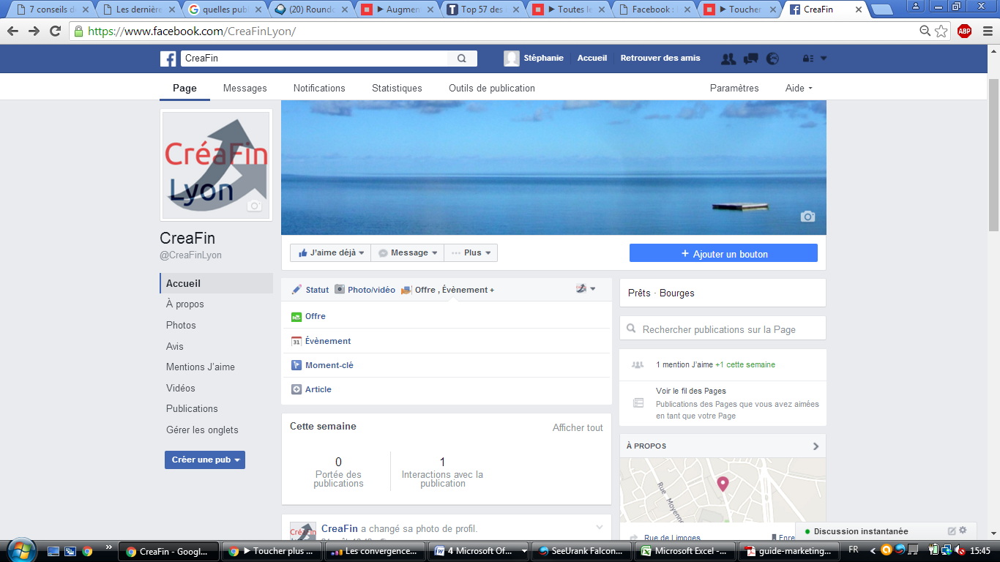 7 conseils d
Les dernière
quelles publ
(20) Rounde
▶ Augmen
Top 57 des
▶ Toutes le
Facebook :
▶ Toucher
CreaFin
https://www.facebook.com/CreaFinLyon/
ABP
CreaFin
Stéphanie
Accueil
Retrouver des amis
Page
Messages
Notifications
Statistiques
Outils de publication
Paramètres
Aide
CréaFin
Lyon
CreaFin
@CreaFinLyon
J'aime déjà
Message
Plus
+ Ajouter un bouton
Accueil
À propos
Photos
Avis
Mentions J'aime
Vidéos
Publications
Gérer les onglets
Créer une pub
Statut
Photo/vidéo
Offre , Évènement +
Offre
31 Évènement
Moment-clé
Article
Cette semaine
Afficher tout
0
Portée des
publications
1
Interactions avec la
publication
CreaFin a changé sa photo de profil.
Prêts · Bourges
Rechercher publications sur la Page
1 mention J'aime +1 cette semaine
Voir le fil des Pages
Publications des Pages que vous avez aimées
en tant que votre Page
À PROPOS
Rue Moyenne
Rue de Limoges
Enre
Discussion instantanée
»
CreaFin - Googl...
▶ Toucher plus ...
Les convergence...
4 Microsoft Of...
SeeUrank Falcon...
Microsoft Excel -...
guide-marketing...
FR
15:45